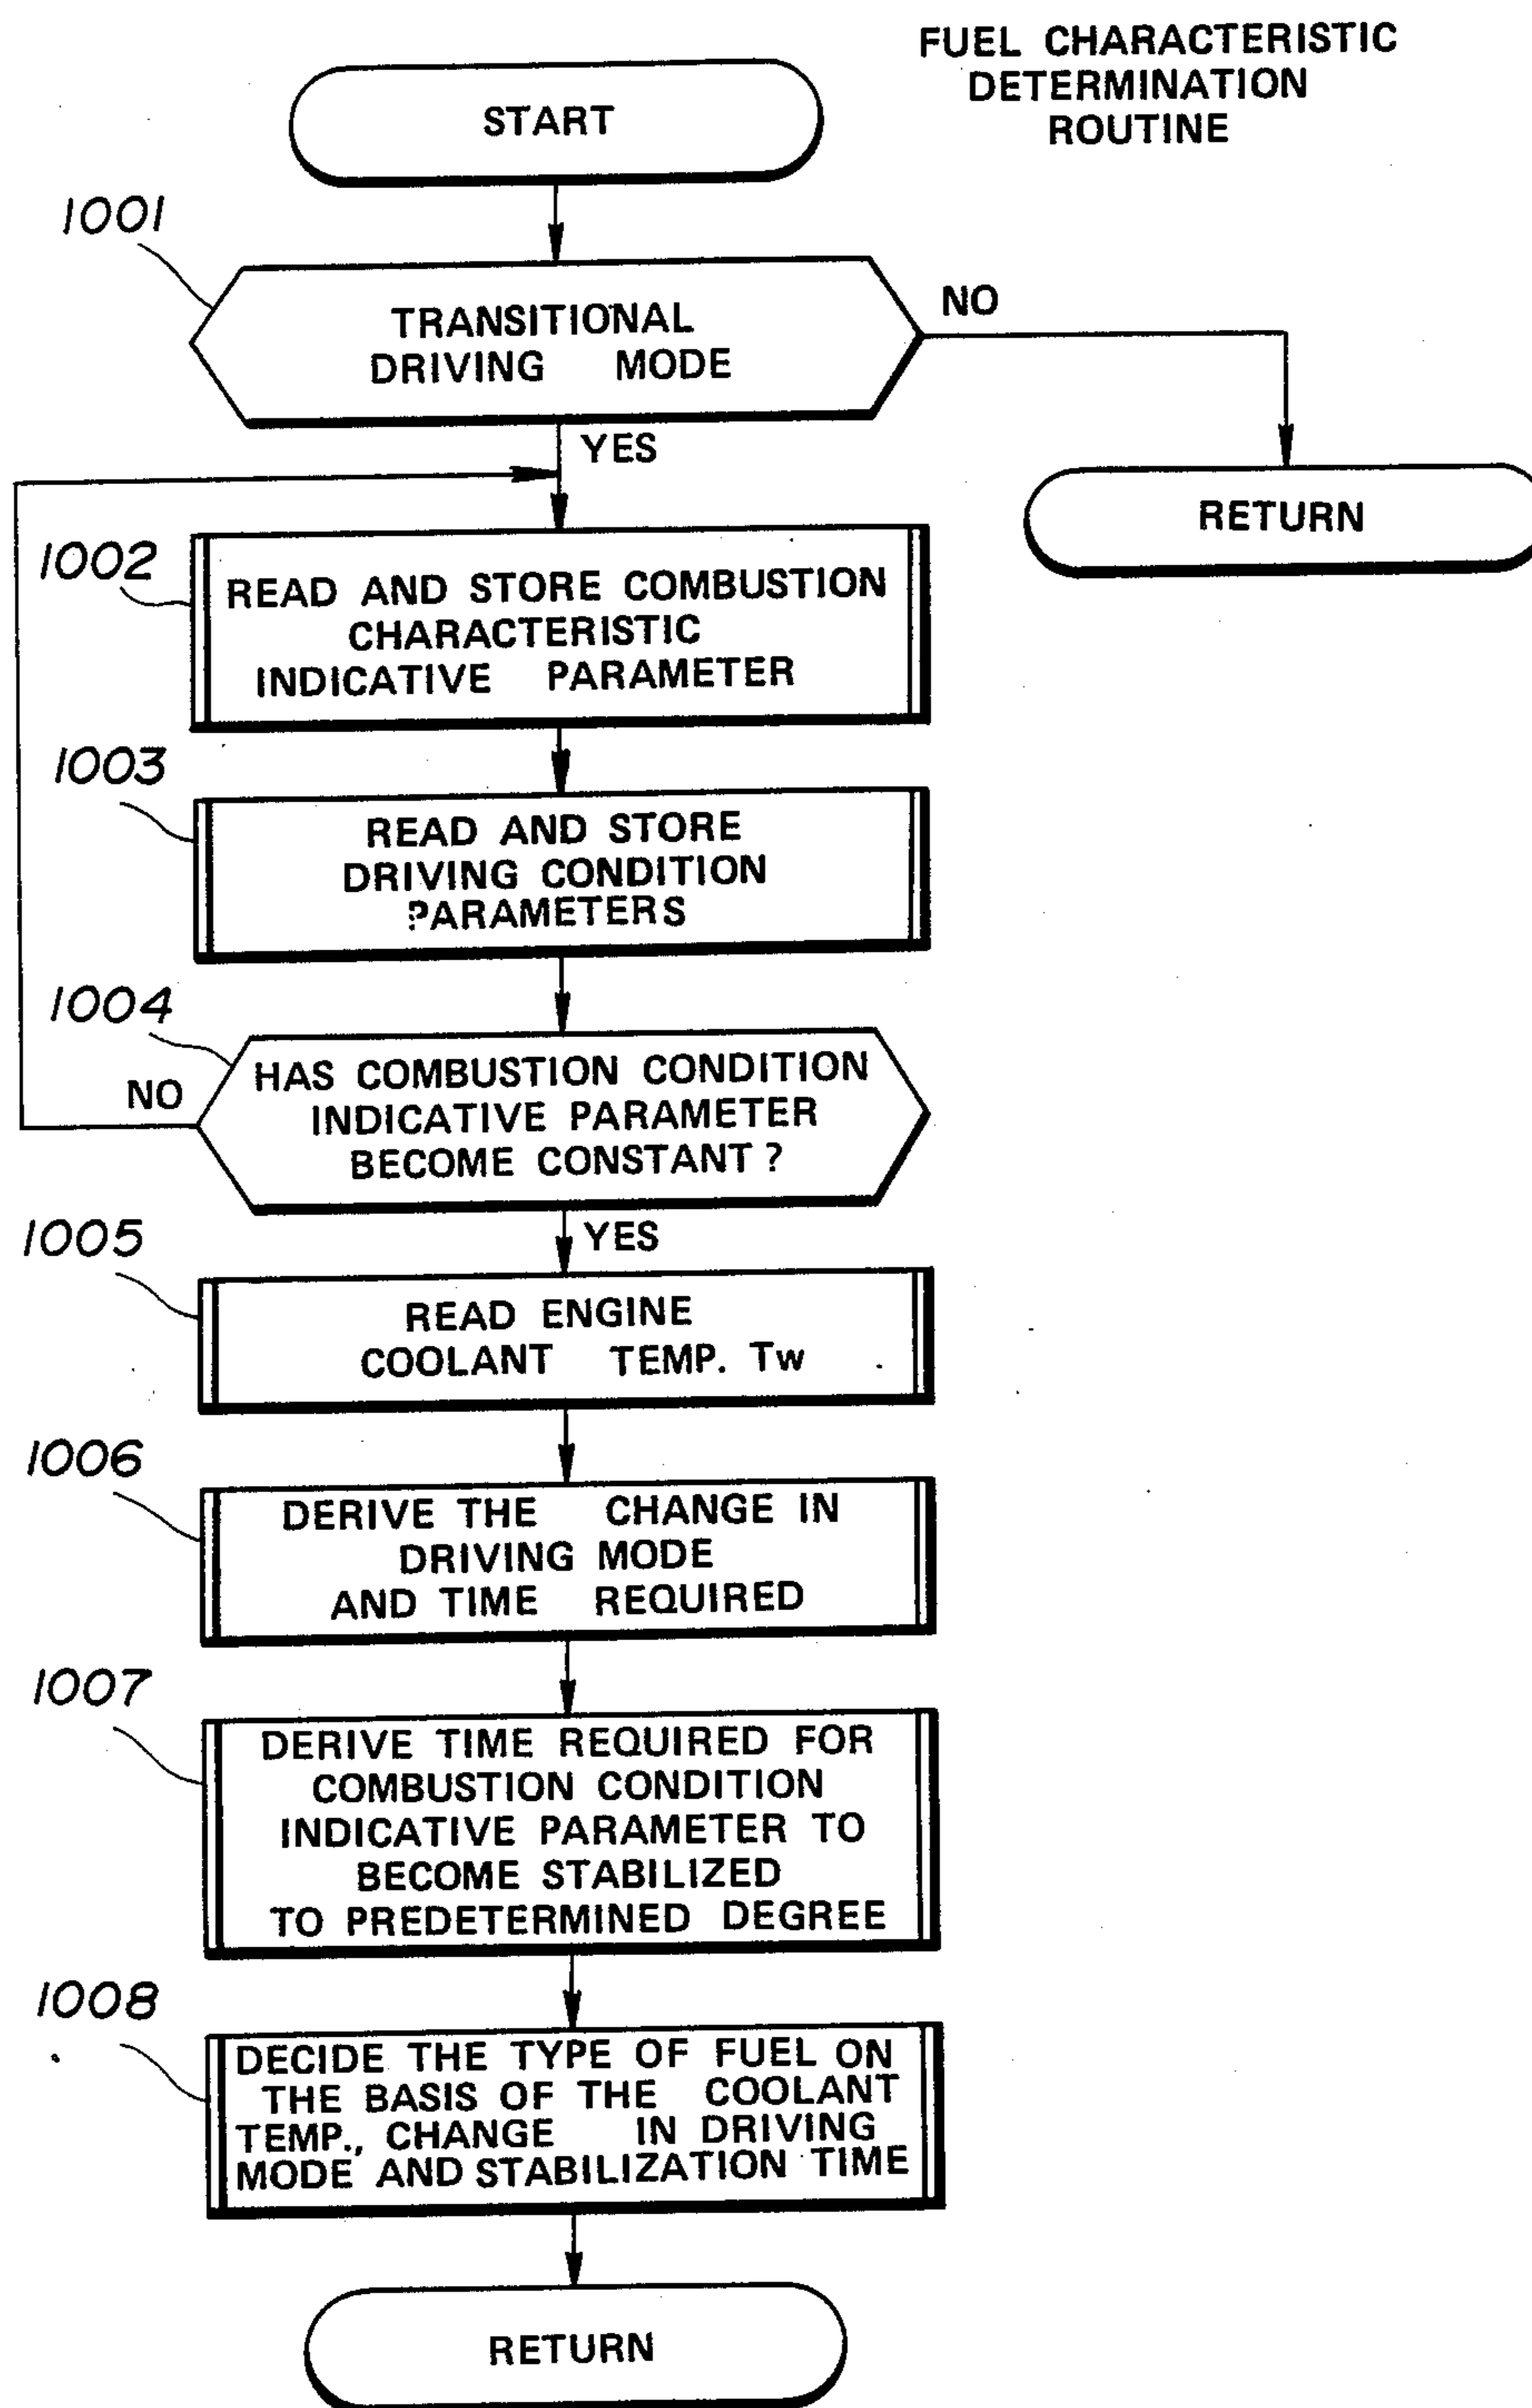 FUEL CHARACTERISTIC
DETERMINATION
ROUTINE
START
1001
TRANSITIONAL
DRIVING MODE
NO
YES
RETURN
1002
READ AND STORE COMBUSTION
CHARACTERISTIC
INDICATIVE PARAMETER
1003
READ AND STORE
DRIVING CONDITION
PARAMETERS
1004
HAS COMBUSTION CONDITION
INDICATIVE PARAMETER
BECOME CONSTANT?
NO
YES
1005
READ ENGINE
COOLANT TEMP. Tw
1006
DERIVE THE CHANGE IN
DRIVING MODE
AND TIME REQUIRED
1007
DERIVE TIME REQUIRED FOR
COMBUSTION CONDITION
INDICATIVE PARAMETER TO
BECOME STABILIZED
TO PREDETERMINED DEGREE
1008
DECIDE THE TYPE OF FUEL ON
THE BASIS OF THE COOLANT
TEMP., CHANGE IN DRIVING
MODE AND STABILIZATION TIME
RETURN